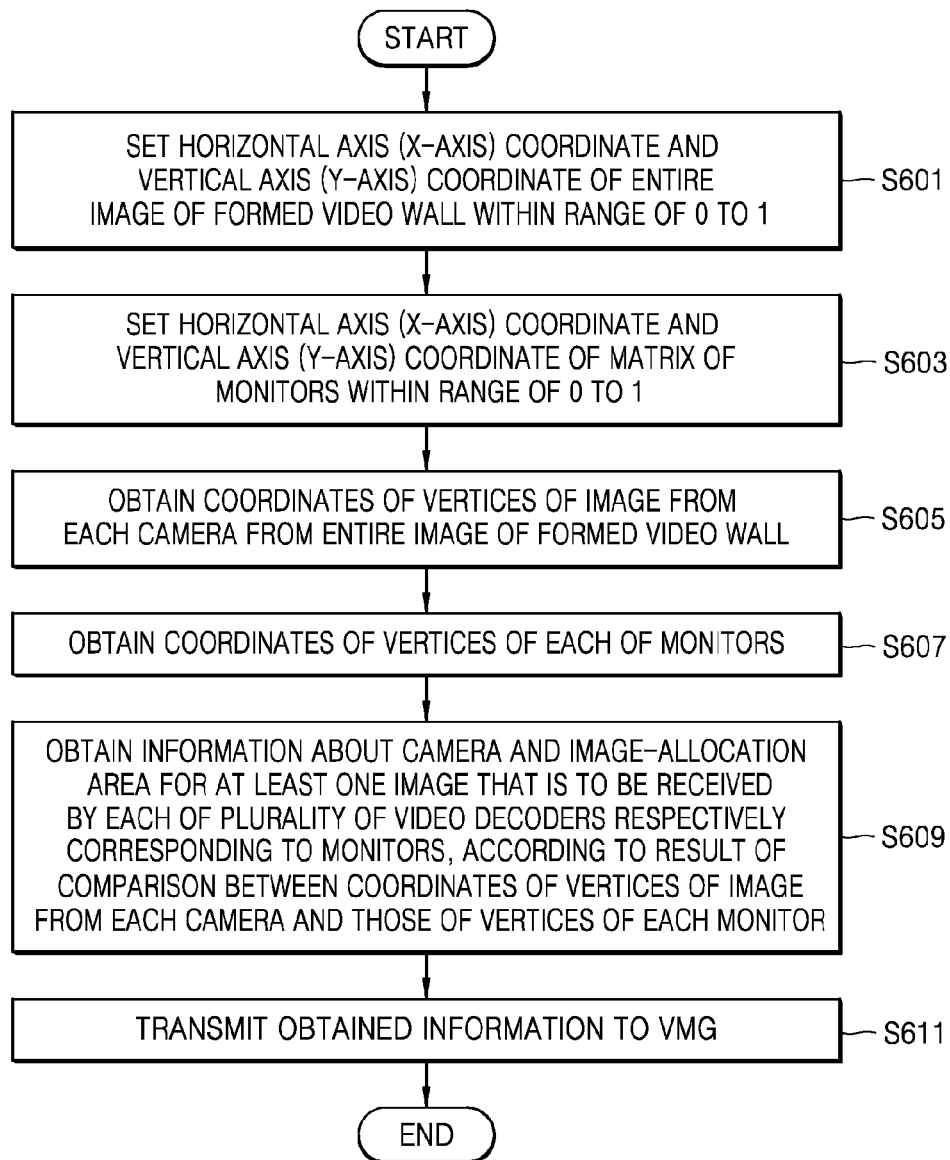 START
SET HORIZONTAL AXIS (X-AXIS) COORDINATE AND
VERTICAL AXIS (Y-AXIS) COORDINATE OF ENTIRE
IMAGE OF FORMED VIDEO WALL WITHIN RANGE OF 0 TO 1
S601
SET HORIZONTAL AXIS (X-AXIS) COORDINATE AND
VERTICAL AXIS (Y-AXIS) COORDINATE OF MATRIX OF
MONITORS WITHIN RANGE OF 0 TO 1
S603
OBTAIN COORDINATES OF VERTICES OF IMAGE FROM
EACH CAMERA FROM ENTIRE IMAGE OF FORMED VIDEO WALL
S605
OBTAIN COORDINATES OF VERTICES OF EACH OF MONITORS
S607
OBTAIN INFORMATION ABOUT CAMERA AND IMAGE-ALLOCATION
AREA FOR AT LEAST ONE IMAGE THAT IS TO BE RECEIVED
BY EACH OF PLURALITY OF VIDEO DECODERS RESPECTIVELY
CORRESPONDING TO MONITORS, ACCORDING TO RESULT OF
COMPARISON BETWEEN COORDINATES OF VERTICES OF IMAGE
FROM EACH CAMERA AND THOSE OF VERTICES OF EACH MONITOR
S609
TRANSMIT OBTAINED INFORMATION TO VMG
S611
END